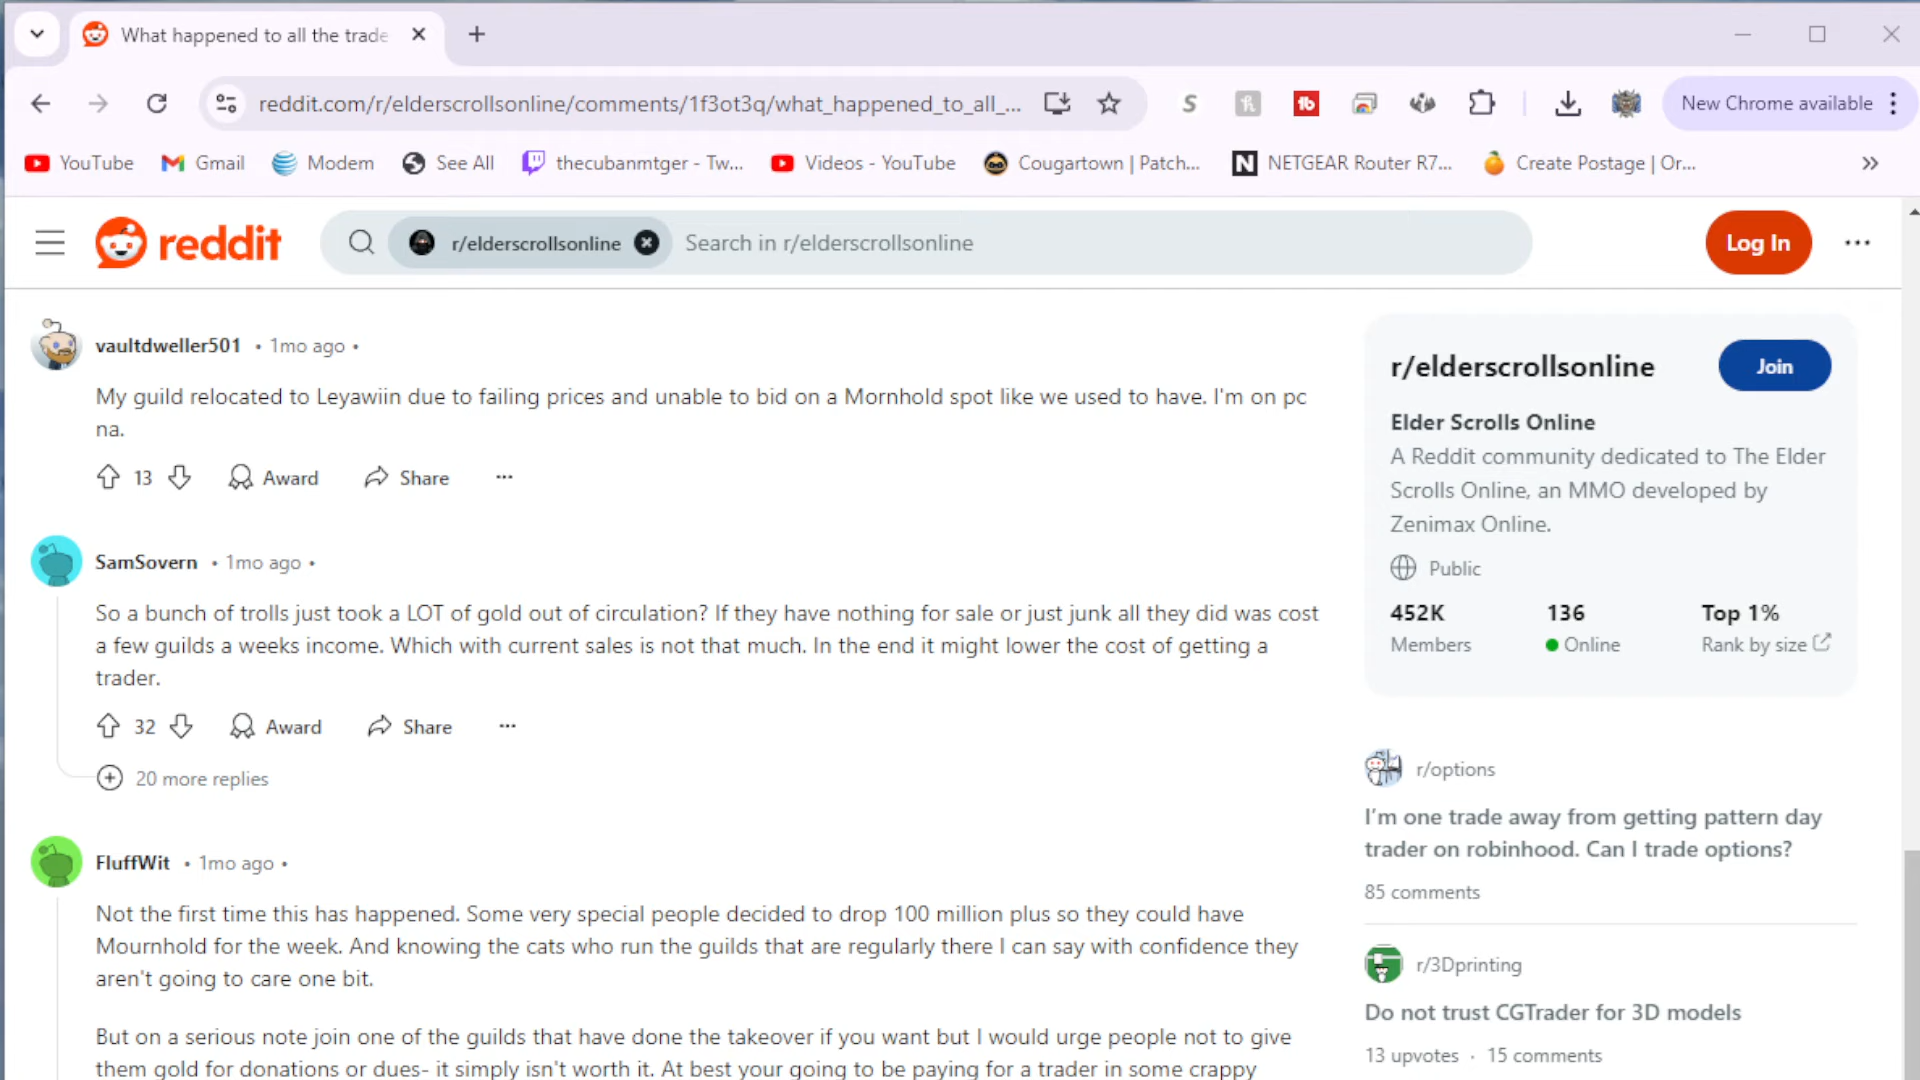 What happened to all the trade
reddit.com/r/elderscrollsonline/comments/1f3ot3q/what_happened_to_all_...
New Chrome available
YouTube
Gmail
Modem
See All
thecubanmtger - Tw...
Videos - YouTube
Cougartown | Patch...
NETGEAR Router R7...
Create Postage | Or...
reddit
r/elderscrollsonline
Search in r/elderscrollsonline
Log In
vaultdweller501 • 1mo ago •
My guild relocated to Leyawiin due to failing prices and unable to bid on a Mornhold spot like we used to have. I'm on pc
na.
13
Award
Share
SamSovern • 1mo ago •
So a bunch of trolls just took a LOT of gold out of circulation? If they have nothing for sale or just junk all they did was cost
a few guilds a weeks income. Which with current sales is not that much. In the end it might lower the cost of getting a
trader.
32
Award
Share
20 more replies
FluffWit • 1mo ago •
Not the first time this has happened. Some very special people decided to drop 100 million plus so they could have
Mournhold for the week. And knowing the cats who run the guilds that are regularly there I can say with confidence they
aren't going to care one bit.
But on a serious note join one of the guilds that have done the takeover if you want but I would urge people not to give
them gold for donations or dues- it simply isn't worth it. At best your going to be paying for a trader in some crappy
r/elderscrollsonline
Join
Elder Scrolls Online
A Reddit community dedicated to The Elder
Scrolls Online, an MMO developed by
Zenimax Online.
Public
452K
136
Top 1%
Members
Online
Rank by size
r/options
I'm one trade away from getting pattern day
trader on robinhood. Can I trade options?
85 comments
r/3Dprinting
Do not trust CGTrader for 3D models
13 upvotes · 15 comments